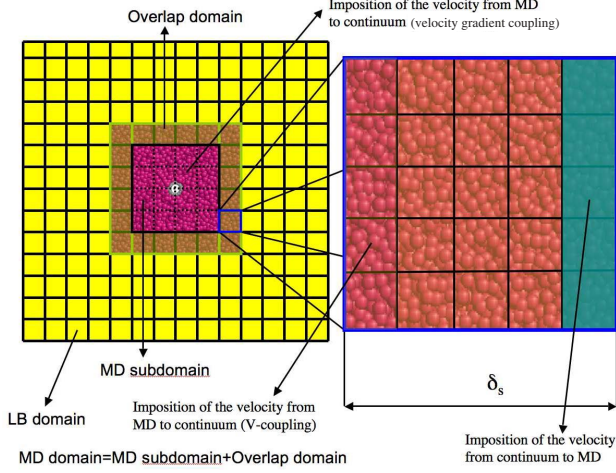 Overlap domain
Imposition of the velocity from MD
to continuum (velocity gradient coupling)
MD subdomain
δs
LB domain
Imposition of the velocity from
MD to continuum (V-coupling)
Imposition of the velocity
from continuum to MD
MD domain=MD subdomain+Overlap domain